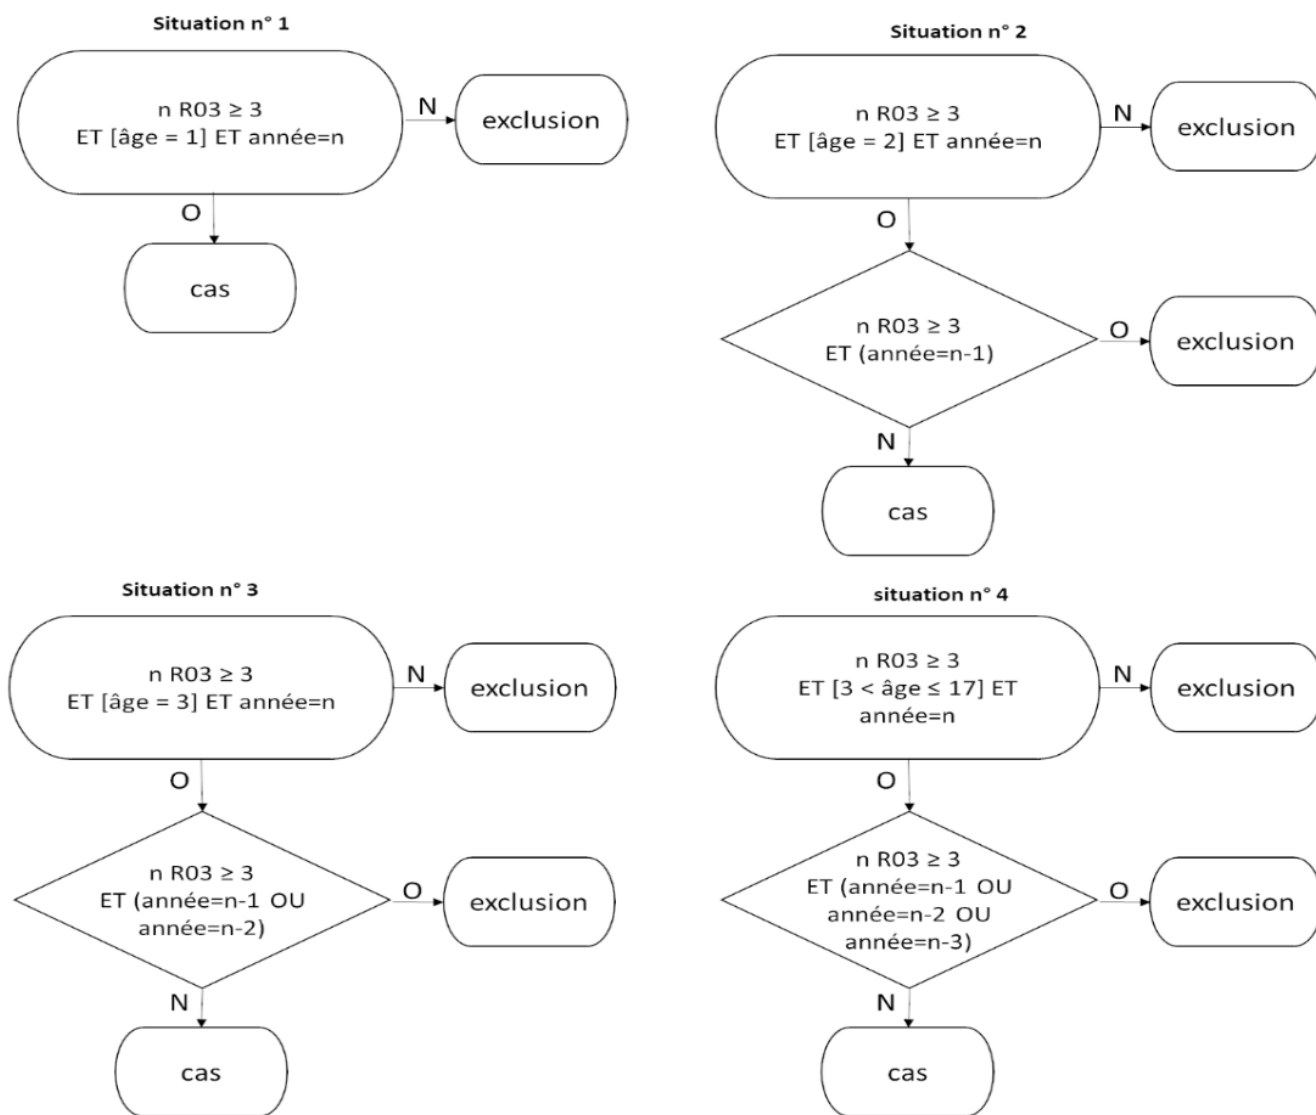 Situation n° 1
n R03 ≥ 3
ET [âge = 1] ET année=n
N
exclusion
O
cas
Situation n° 2
n R03 ≥ 3
ET [âge = 2] ET année=n
N
exclusion
O
n R03 ≥ 3
ET (année=n-1)
O
exclusion
N
cas
Situation n° 3
n R03 ≥ 3
ET [âge = 3] ET année=n
N
exclusion
O
n R03 ≥ 3
ET (année=n-1 OU
année=n-2)
O
exclusion
N
cas
situation n° 4
n R03 ≥ 3
ET [3 < âge ≤ 17] ET
année=n
N
exclusion
O
n R03 ≥ 3
ET (année=n-1 OU
année=n-2 OU
année=n-3)
O
exclusion
N
cas